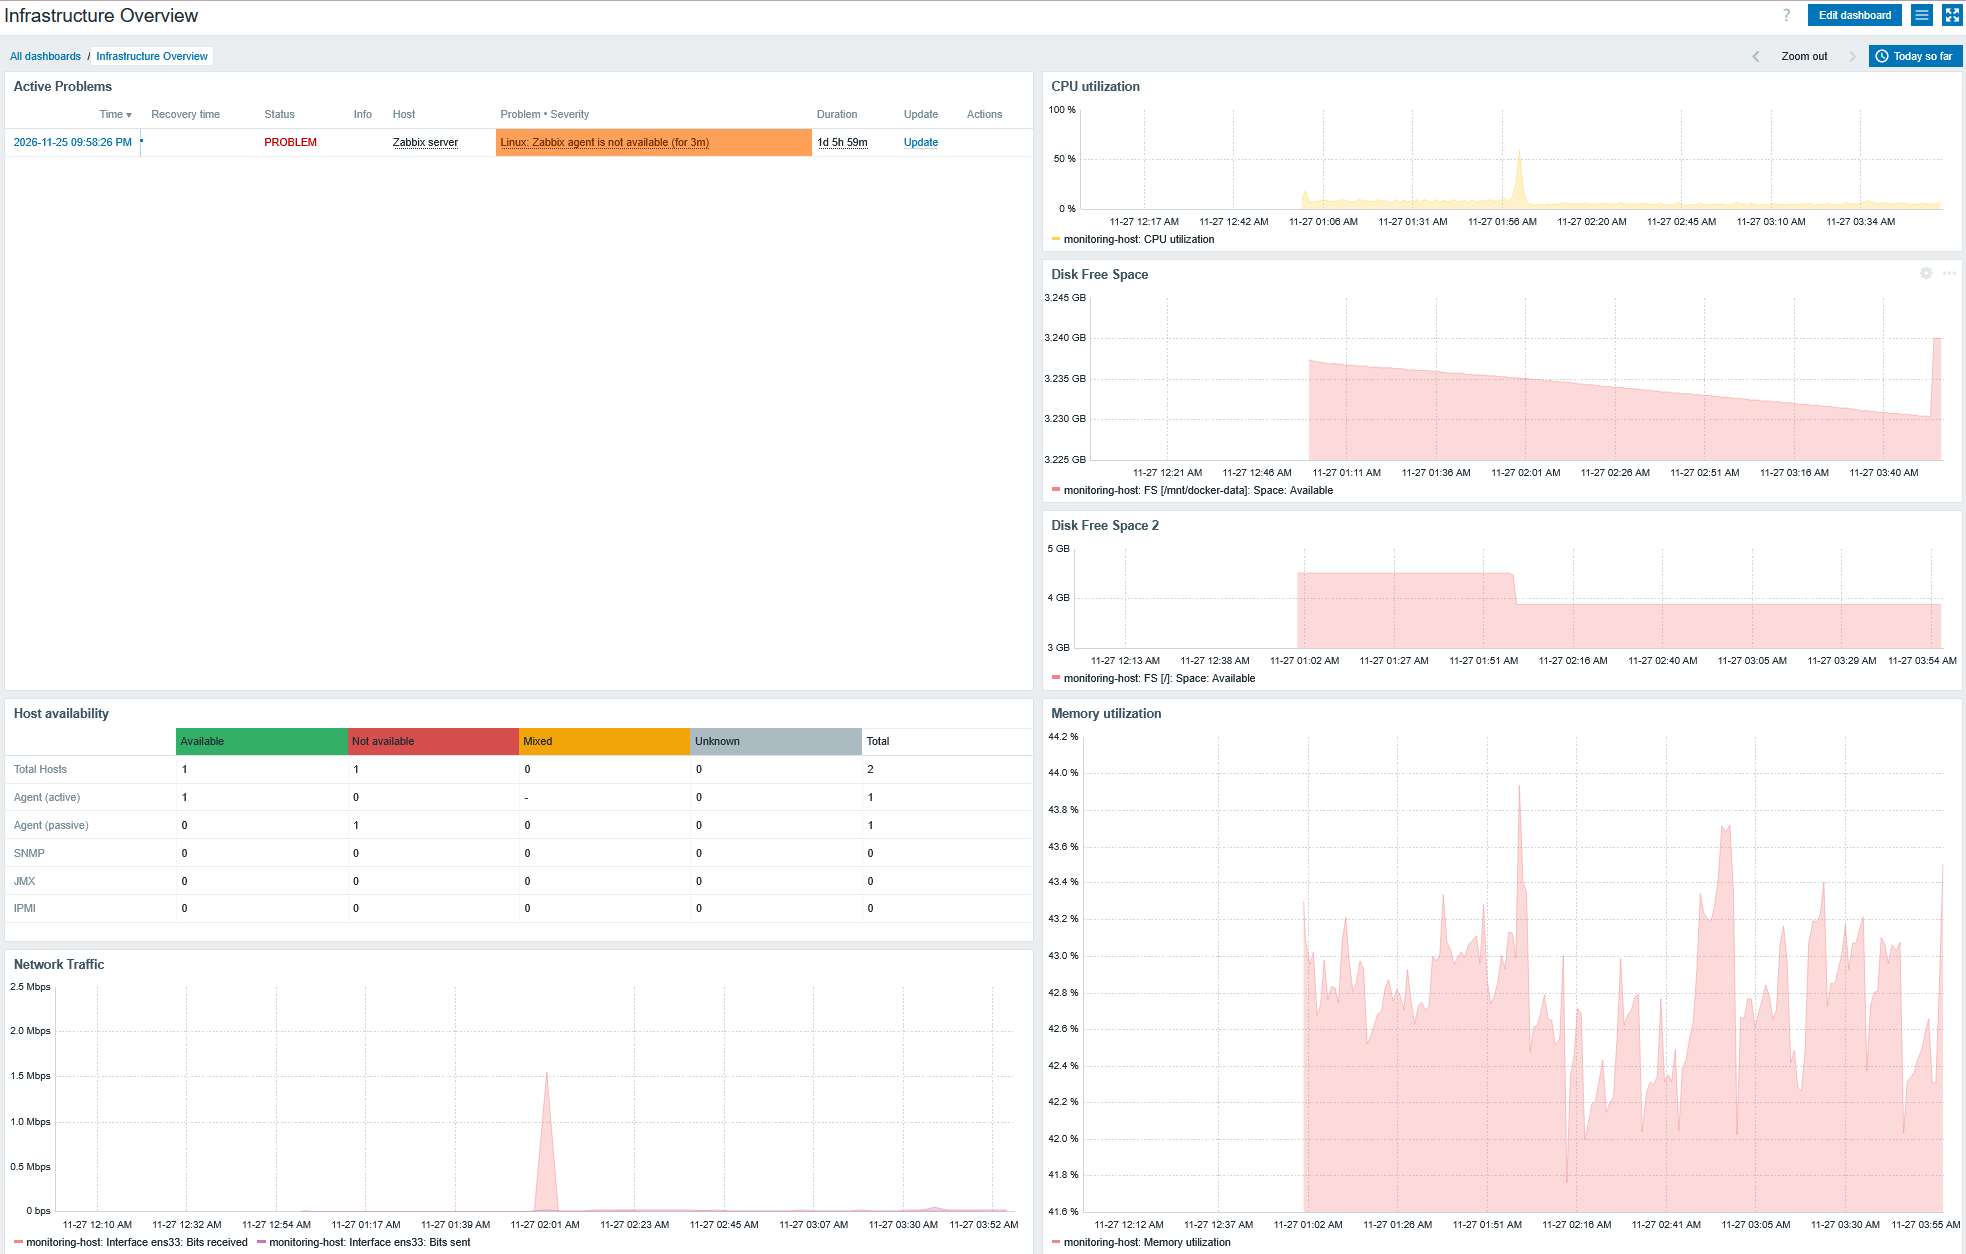 Infrastructure Overview
? Edit dashboard
All dashboards / Infrastructure Overview
Zoom out Today so far
Active Problems
Time ▼ Recovery time Status Info Host Problem • Severity Duration Update Actions
2026-11-25 09:58:26 PM PROBLEM Zabbix server Linux: Zabbix agent is not available (for 3m) 1d 5h 59m Update
CPU utilization
100 %
50 %
0 %
11-27 12:17 AM 11-27 12:42 AM 11-27 01:06 AM 11-27 01:31 AM 11-27 01:56 AM 11-27 02:20 AM 11-27 02:45 AM 11-27 03:10 AM 11-27 03:34 AM
monitoring-host: CPU utilization
Disk Free Space
3.245 GB
3.240 GB
3.235 GB
3.230 GB
3.225 GB
11-27 12:21 AM 11-27 12:46 AM 11-27 01:11 AM 11-27 01:36 AM 11-27 02:01 AM 11-27 02:26 AM 11-27 02:51 AM 11-27 03:16 AM 11-27 03:40 AM
monitoring-host: FS [/mnt/docker-data]: Space: Available
Disk Free Space 2
5 GB
4 GB
3 GB
11-27 12:13 AM 11-27 12:38 AM 11-27 01:02 AM 11-27 01:27 AM 11-27 01:51 AM 11-27 02:16 AM 11-27 02:40 AM 11-27 03:05 AM 11-27 03:29 AM 11-27 03:54 AM
monitoring-host: FS [/]: Space: Available
Host availability
Available Not available Mixed Unknown Total
Total Hosts 1 1 0 0 2
Agent (active) 1 0 - 0 1
Agent (passive) 0 1 0 0 1
SNMP 0 0 0 0 0
JMX 0 0 0 0 0
IPMI 0 0 0 0 0
Network Traffic
2.5 Mbps
2.0 Mbps
1.5 Mbps
1.0 Mbps
0.5 Mbps
0 bps
11-27 12:10 AM 11-27 12:32 AM 11-27 12:54 AM 11-27 01:17 AM 11-27 01:39 AM 11-27 02:01 AM 11-27 02:23 AM 11-27 02:45 AM 11-27 03:07 AM 11-27 03:30 AM 11-27 03:52 AM
monitoring-host: Interface ens33: Bits received monitoring-host: Interface ens33: Bits sent
Memory utilization
44.2 %
44.0 %
43.8 %
43.6 %
43.4 %
43.2 %
43.0 %
42.8 %
42.6 %
42.4 %
42.2 %
42.0 %
41.8 %
41.6 %
11-27 12:12 AM 11-27 12:37 AM 11-27 01:02 AM 11-27 01:26 AM 11-27 01:51 AM 11-27 02:16 AM 11-27 02:41 AM 11-27 03:05 AM 11-27 03:30 AM 11-27 03:55 AM
monitoring-host: Memory utilization